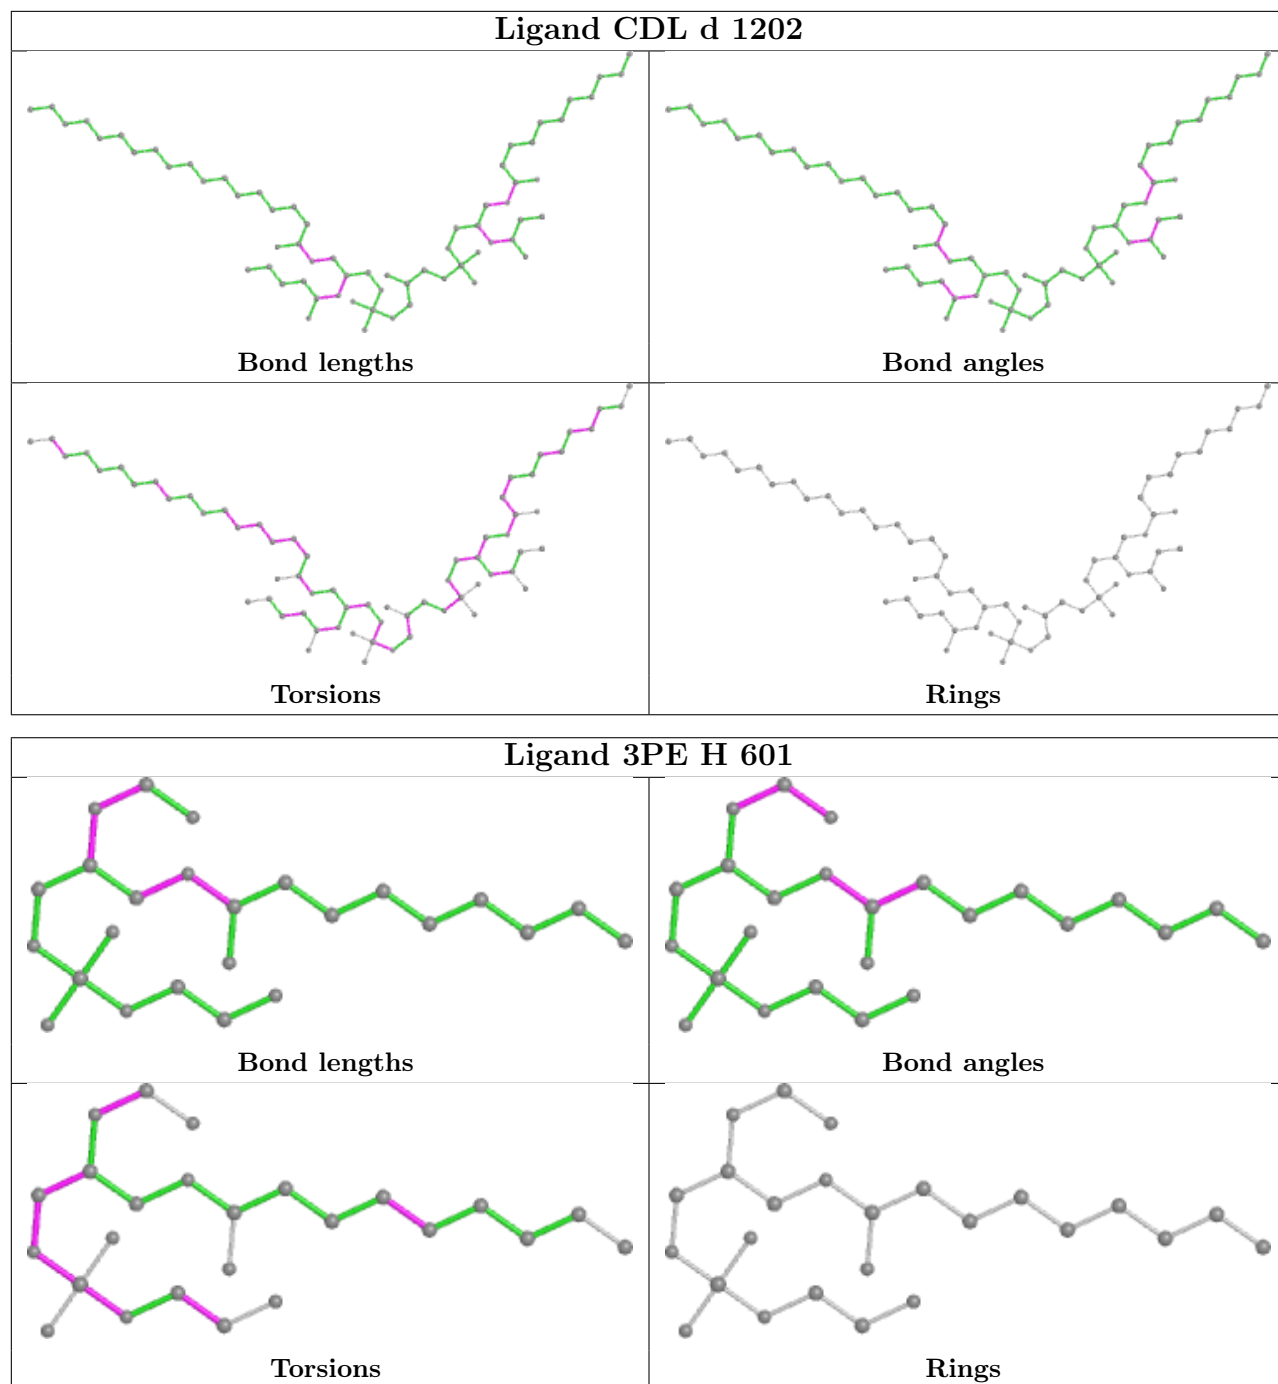 Ligand CDL d 1202
Bond lengths
Bond angles
Torsions
Rings
Ligand 3PE H 601
Bond lengths
Bond angles
Torsions
Rings